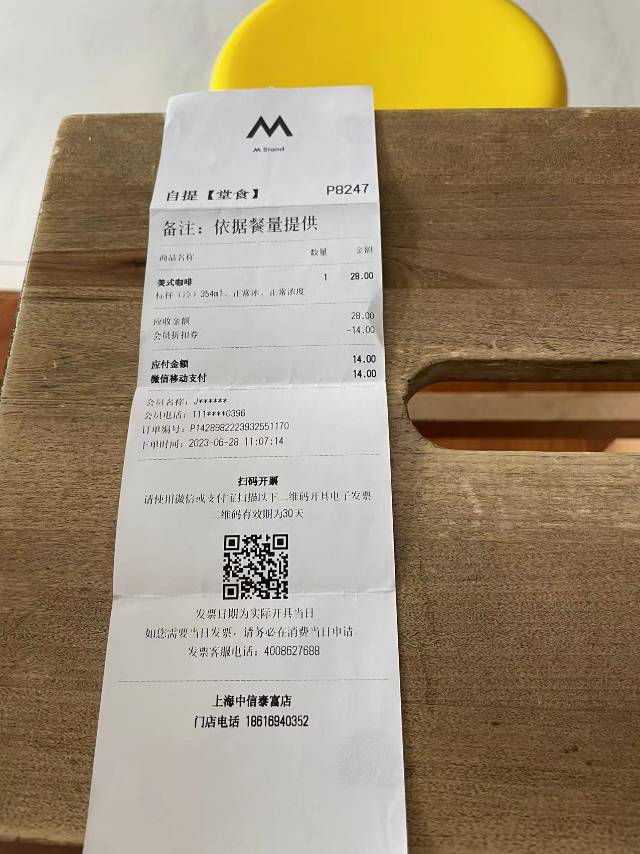 M Stand
自提【堂食】 P8247
备注：依据餐量提供
商品名称 数量 金额
美式咖啡 1 28.00
标杯（冷）354ml、正常冰、正常浓度
应收金额 28.00
会员折扣券 -14.00
应付金额 14.00
微信移动支付 14.00
会员名称：J******
会员电话：111****0396
订单编号：P1428982223932551170
下单时间：2023-06-28 11:07:14
扫码开票
请使用微信或支付宝扫描以下二维码开具电子发票
二维码有效期为30天
发票日期为实际开具当日
如您需要当日发票，请务必在消费当日申请
发票客服电话：4008627688
上海中信泰富店
门店电话 18616940352